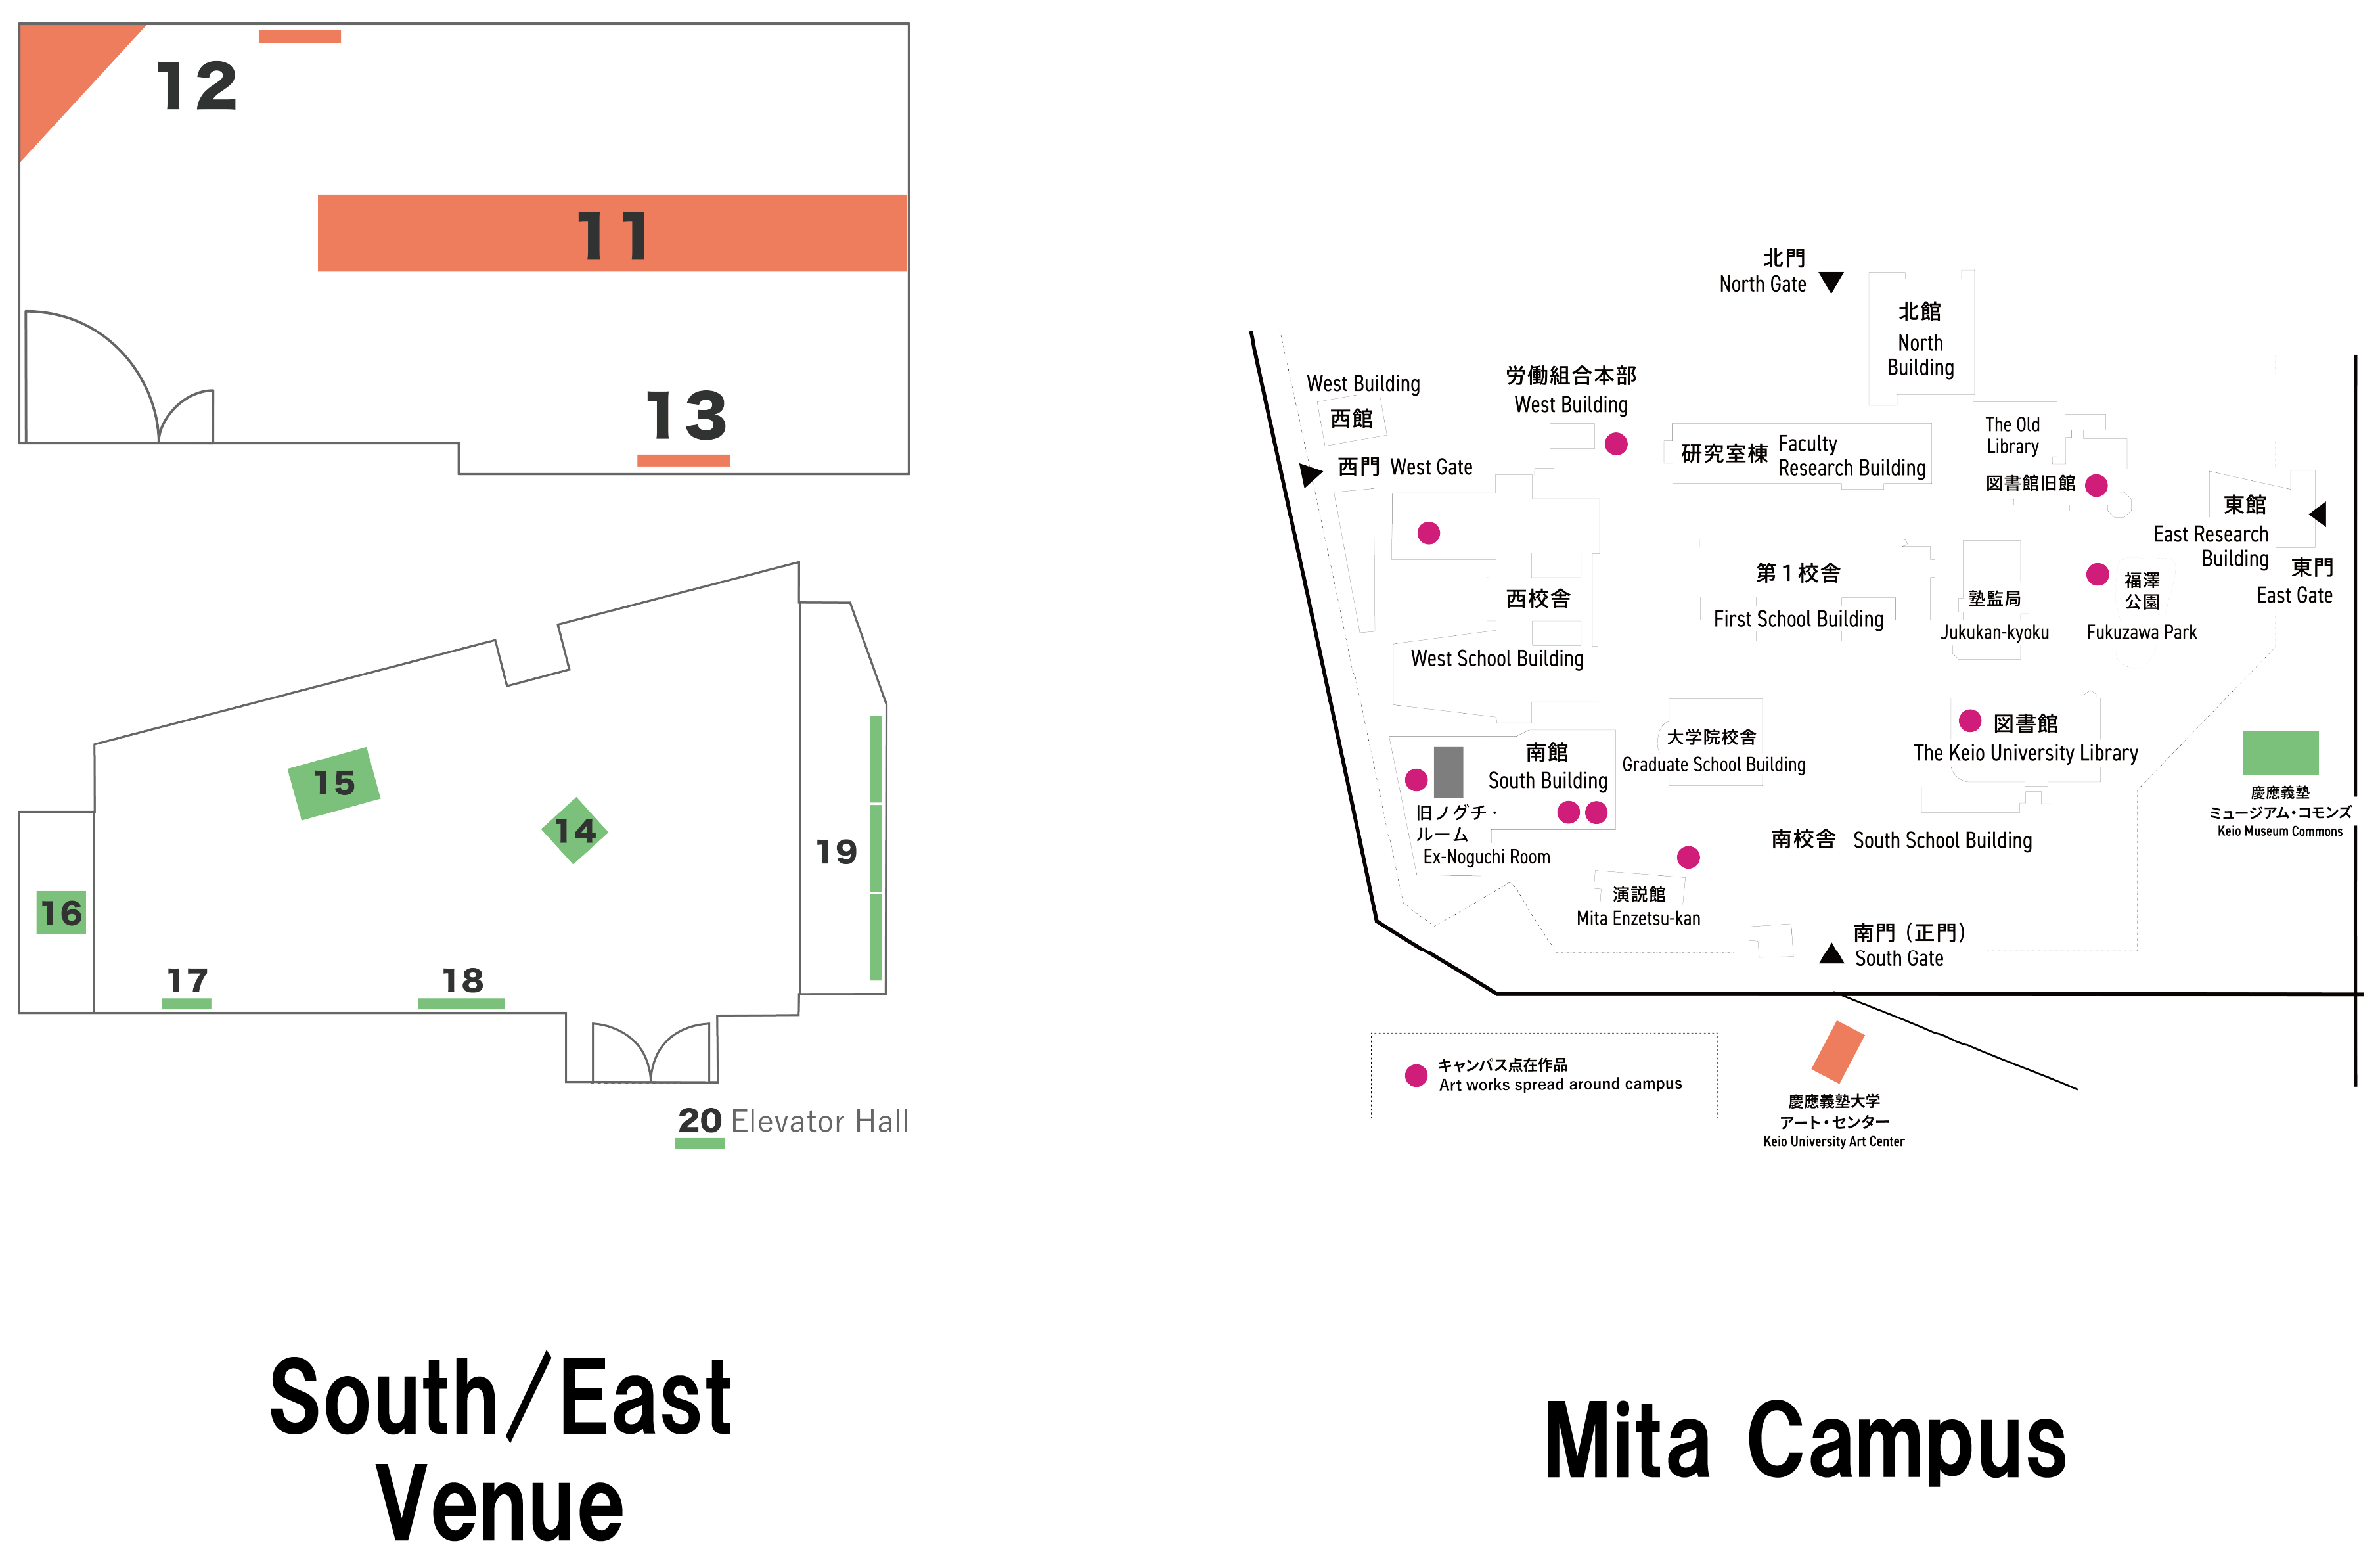 12
11
13
15
14
16
17
18
19
20 Elevator Hall
South/East
Venue
北門
North Gate
北館
North
Building
West Building
西館
労働組合本部
West Building
西門 West Gate
研究室棟
Faculty
Research Building
The Old
Library
図書館旧館
東館
East Research
Building
東門
East Gate
第1校舎
First School Building
西校舎
West School Building
塾監局
Jukukan-kyoku
福澤
公園
Fukuzawa Park
南館
South Building
旧ノグチ・
ルーム
Ex-Noguchi Room
大学院校舎
Graduate School Building
図書館
The Keio University Library
慶應義塾
ミュージアム・コモンズ
Keio Museum Commons
南校舎 South School Building
演説館
Mita Enzetsu-kan
南門（正門）
South Gate
キャンパス点在作品
Art works spread around campus
慶應義塾大学
アート・センター
Keio University Art Center
Mita Campus